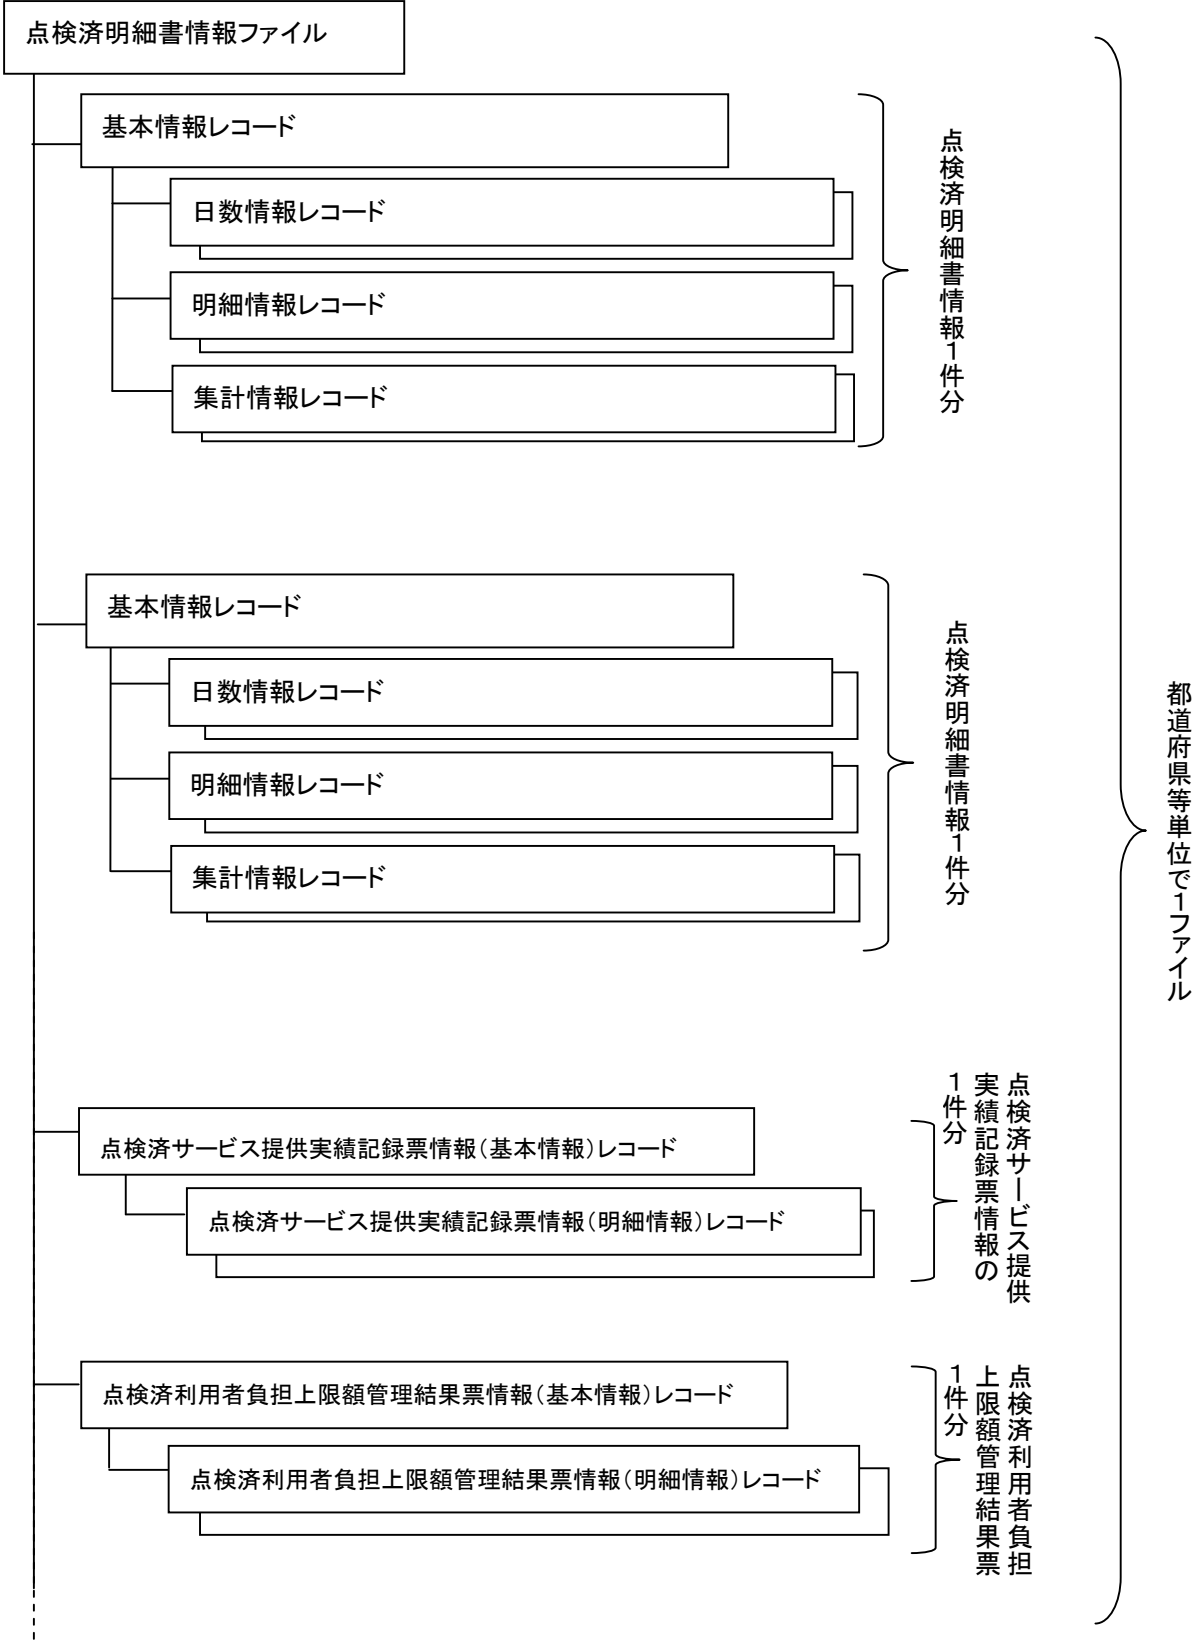 点検済明細書情報ファイル
基本情報レコード
日数情報レコード
明細情報レコード
集計情報レコード
点検済明細書情報１件分
基本情報レコード
日数情報レコード
明細情報レコード
集計情報レコード
点検済明細書情報１件分
都道府県等単位で１ファイル
点検済サービス提供実績記録票情報（基本情報）レコード
点検済サービス提供実績記録票情報（明細情報）レコード
点検済サービス提供
実績記録票情報の
１件分
点検済利用者負担上限額管理結果票情報（基本情報）レコード
点検済利用者負担上限額管理結果票情報（明細情報）レコード
点検済利用者負担
上限額管理結果票
１件分